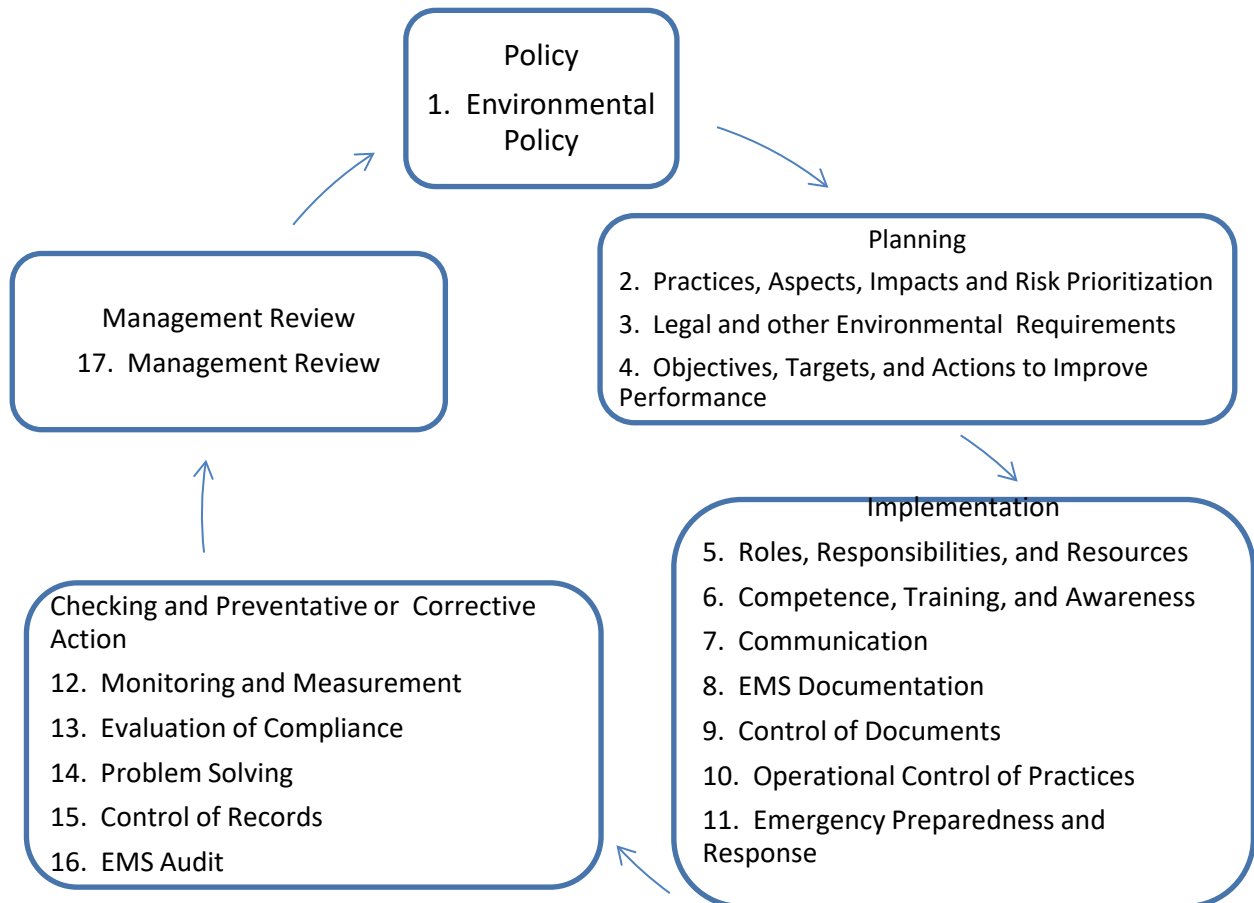 Policy
1. Environmental
Policy
Planning
2. Practices, Aspects, Impacts and Risk Prioritization
3. Legal and other Environmental Requirements
4. Objectives, Targets, and Actions to Improve
Performance
Implementation
5. Roles, Responsibilities, and Resources
6. Competence, Training, and Awareness
7. Communication
8. EMS Documentation
9. Control of Documents
10. Operational Control of Practices
11. Emergency Preparedness and
Response
Checking and Preventative or Corrective
Action
12. Monitoring and Measurement
13. Evaluation of Compliance
14. Problem Solving
15. Control of Records
16. EMS Audit
Management Review
17. Management Review